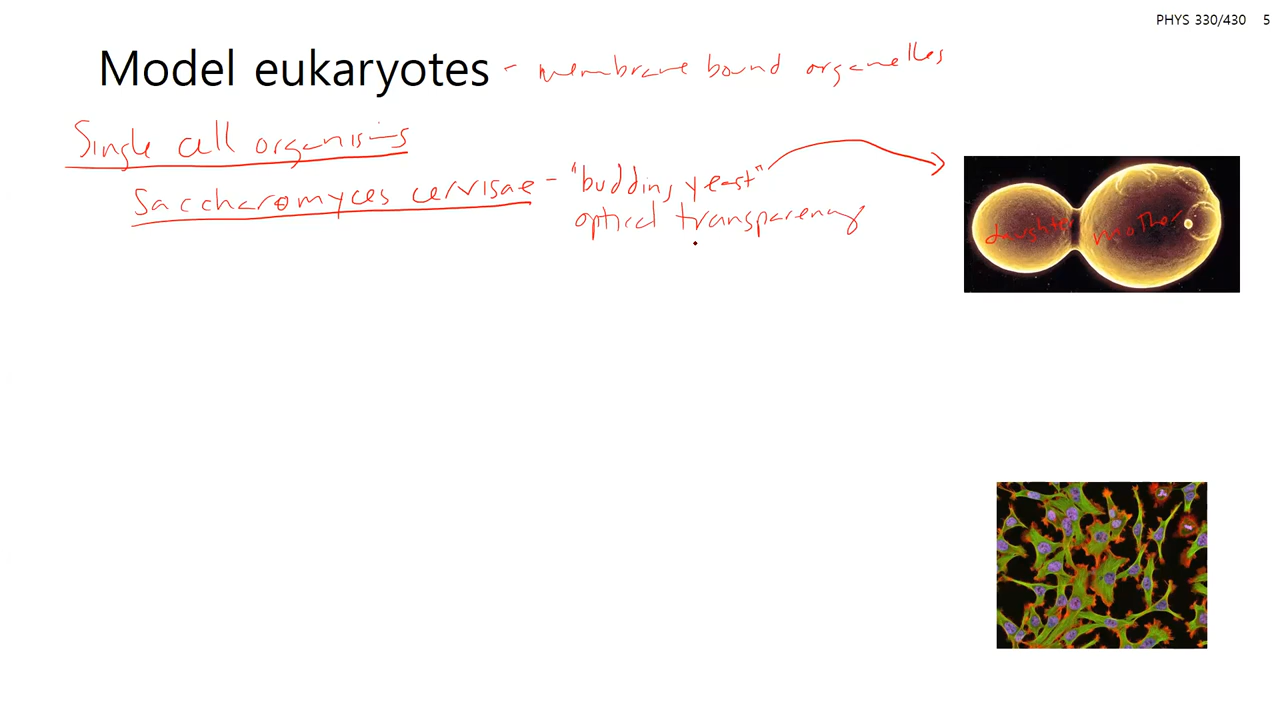 PHYS 330/430 5
Model eukaryotes - membrane bound organelles
Single cell organisms
Saccharomyces cervisae - "budding yeast"
optical transparency
daughter mother